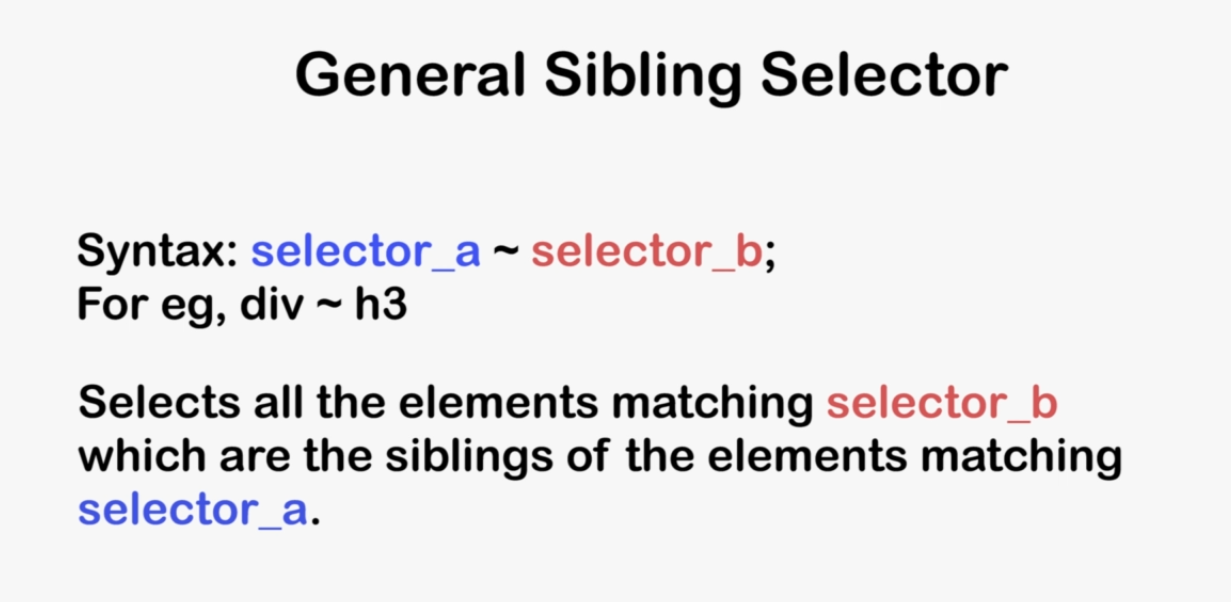 General Sibling Selector
Syntax: selector_a ~ selector_b;
For eg, div ~ h3
Selects all the elements matching selector_b
which are the siblings of the elements matching
selector_a.